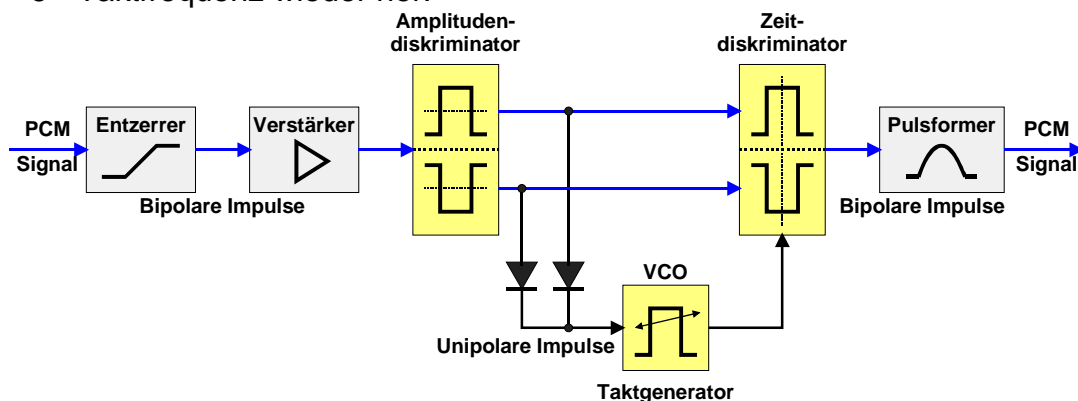 Amplituden-
diskriminator
Zeit-
diskriminator
PCM
Signal
Entzerrer
Verstärker
Pulsformer
PCM
Signal
Bipolare Impulse
Bipolare Impulse
VCO
Unipolare Impulse
Taktgenerator